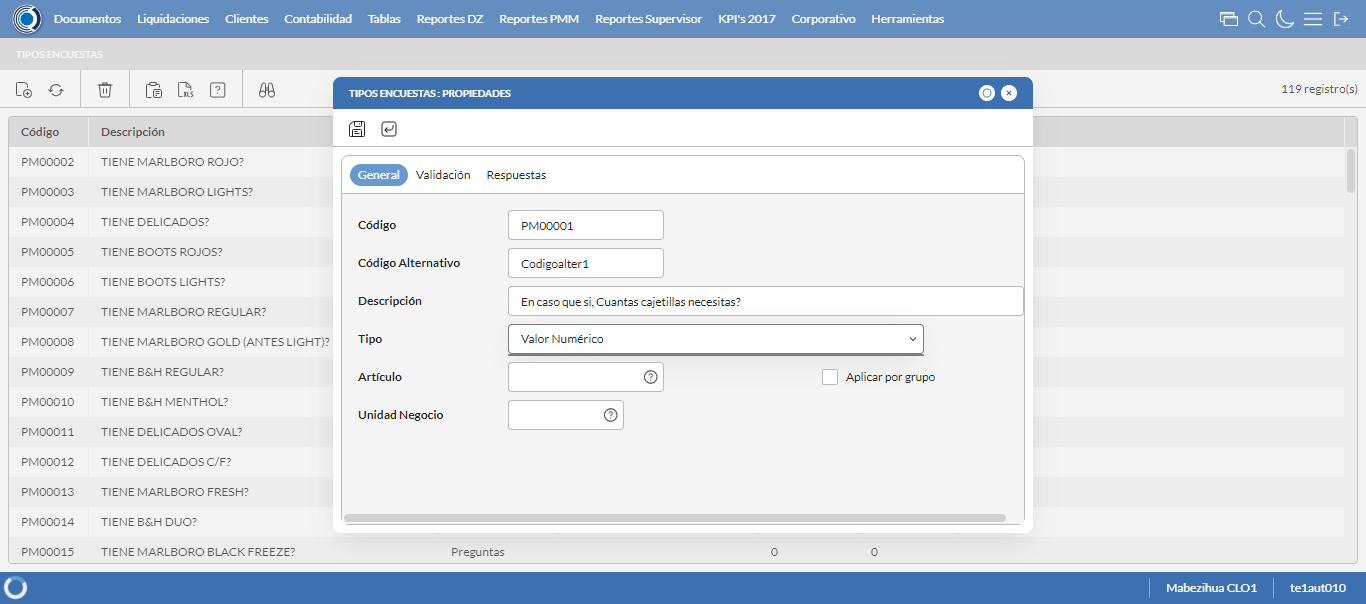 Documentos Liquidaciones Clientes Contabilidad Tablas Reportes DZ Reportes PMM Reportes Supervisor KPI's 2017 Corporativo Herramientas
TIPOS ENCUESTAS
XLS ?
119 registro(s)
TIPOS ENCUESTAS : PROPIEDADES
General Validación Respuestas
Código PM00001
Código Alternativo Codigoalter1
Descripción En caso que si, Cuantas cajetillas necesitas?
Tipo Valor Numérico
Artículo ? Aplicar por grupo
Unidad Negocio ?
Código Descripción
PM00002 TIENE MARLBORO ROJO?
PM00003 TIENE MARLBORO LIGHTS?
PM00004 TIENE DELICADOS?
PM00005 TIENE BOOTS ROJOS?
PM00006 TIENE BOOTS LIGHTS?
PM00007 TIENE MARLBORO REGULAR?
PM00008 TIENE MARLBORO GOLD (ANTES LIGHT)?
PM00009 TIENE B&H REGULAR?
PM00010 TIENE B&H MENTHOL?
PM00011 TIENE DELICADOS OVAL?
PM00012 TIENE DELICADOS C/F?
PM00013 TIENE MARLBORO FRESH?
PM00014 TIENE B&H DUO?
PM00015 TIENE MARLBORO BLACK FREEZE? Preguntas 0 0
Mabezihua CLO1 te1aut010